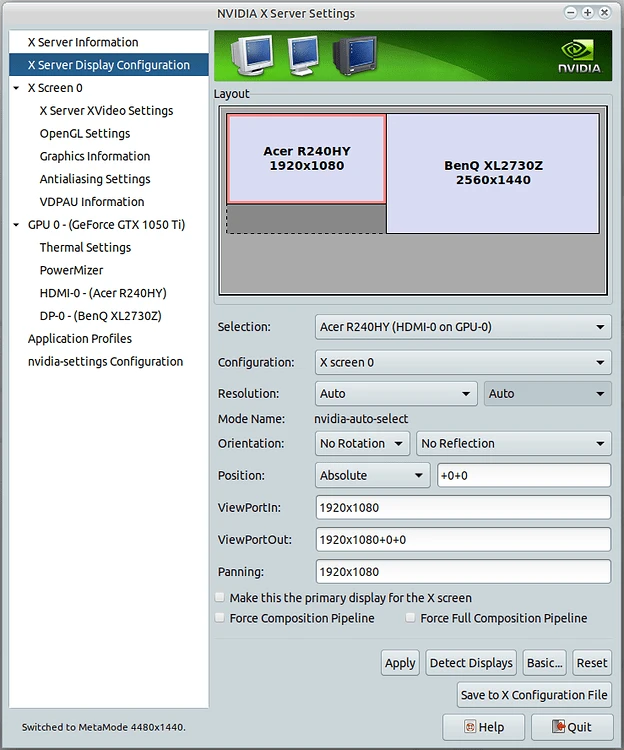 NVIDIA X Server Settings
X Server Information
X Server Display Configuration
X Screen 0
X Server XVideo Settings
OpenGL Settings
Graphics Information
Antialiasing Settings
VDPAU Information
GPU 0 - (GeForce GTX 1050 Ti)
Thermal Settings
PowerMizer
HDMI-0 - (Acer R240HY)
DP-0 - (BenQ XL2730Z)
Application Profiles
nvidia-settings Configuration
NVIDIA
Layout
Acer R240HY
1920x1080
BenQ XL2730Z
2560x1440
Selection: Acer R240HY (HDMI-0 on GPU-0)
Configuration: X screen 0
Resolution: Auto Auto
Mode Name: nvidia-auto-select
Orientation: No Rotation No Reflection
Position: Absolute +0+0
ViewPortIn: 1920x1080
ViewPortOut: 1920x1080+0+0
Panning: 1920x1080
Make this the primary display for the X screen
Force Composition Pipeline Force Full Composition Pipeline
Apply Detect Displays Basic... Reset
Save to X Configuration File
Switched to MetaMode 4480x1440.
Help Quit